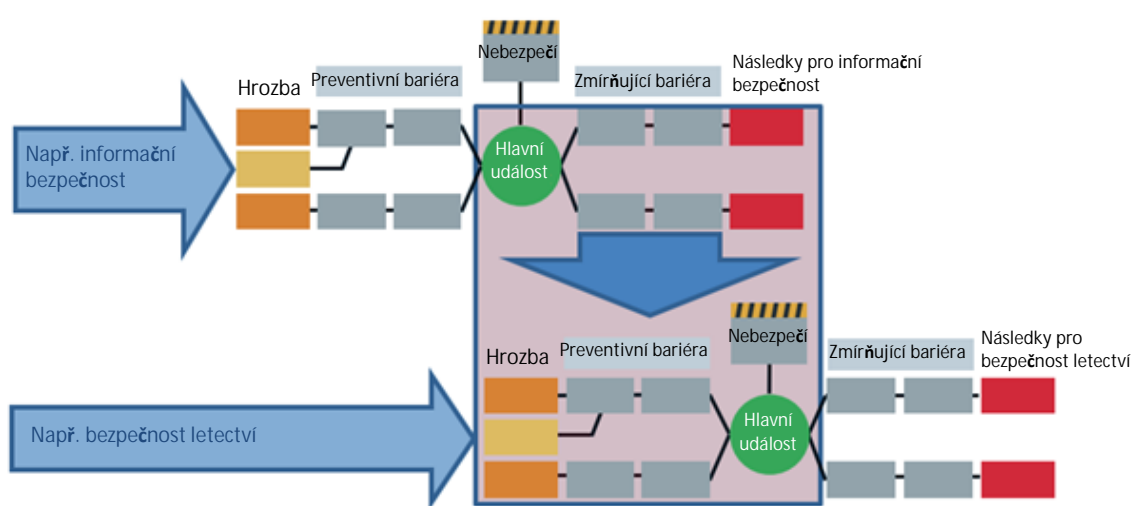 Nebezpečí
Hrozba
Preventivní bariéra
Zmírňující bariéra
Následky pro informační
bezpečnost
Např. informační
bezpečnost
Hlavní
událost
Nebezpečí
Hrozba
Preventivní bariéra
Zmírňující bariéra
Následky pro
bezpečnost letectví
Např. bezpečnost letectví
Hlavní
událost